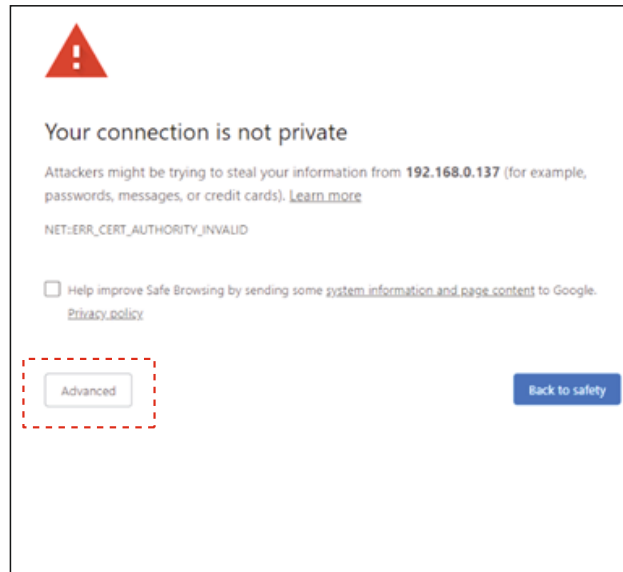 Your connection is not private
Attackers might be trying to steal your information from 192.168.0.137 (for example,
passwords, messages, or credit cards). Learn more
NET::ERR_CERT_AUTHORITY_INVALID
Help improve Safe Browsing by sending some system information and page content to Google.
Privacy policy
Advanced
Back to safety